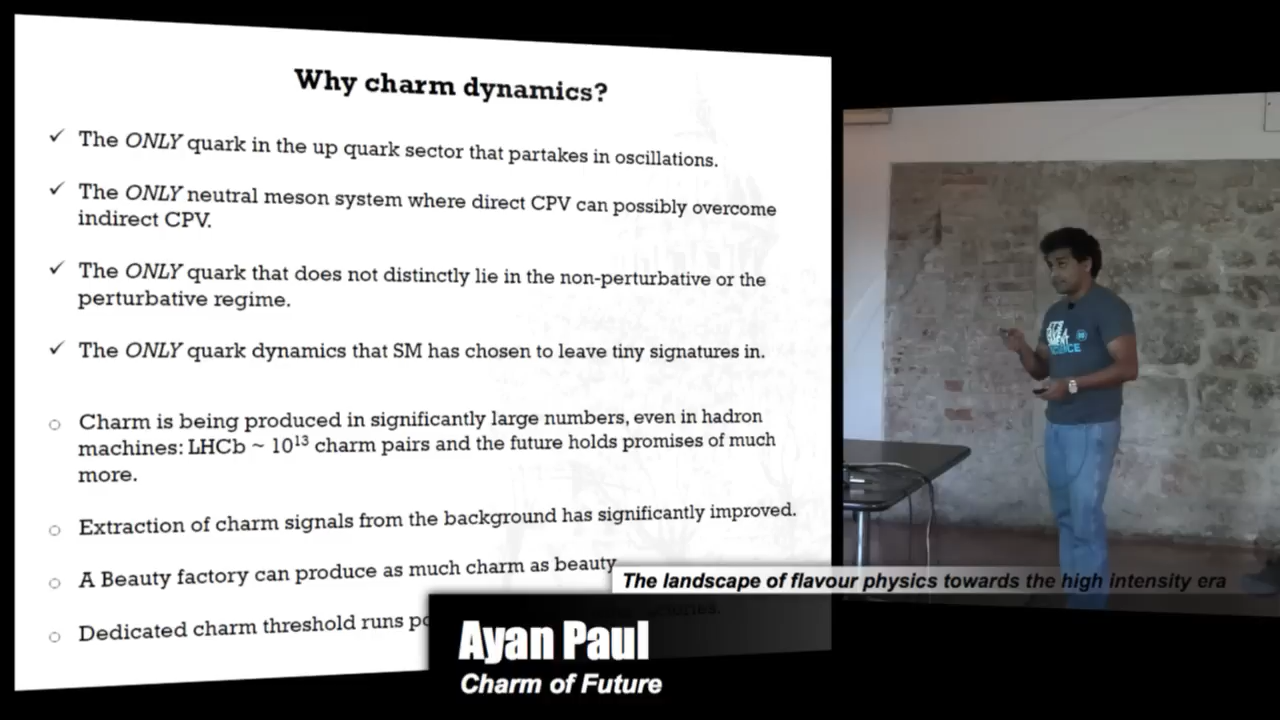 Why charm dynamics?
✓ The ONLY quark in the up quark sector that partakes in oscillations.
✓ The ONLY neutral meson system where direct CPV can possibly overcome
indirect CPV.
✓ The ONLY quark that does not distinctly lie in the non-perturbative or the
perturbative regime.
✓ The ONLY quark dynamics that SM has chosen to leave tiny signatures in.
○ Charm is being produced in significantly large numbers, even in hadron
machines: LHCb ~ 10¹³ charm pairs and the future holds promises of much
more.
○ Extraction of charm signals from the background has significantly improved.
○ A Beauty factory can produce as much charm as beauty
○ Dedicated charm threshold runs
The landscape of flavour physics towards the high intensity era
Ayan Paul
Charm of Future